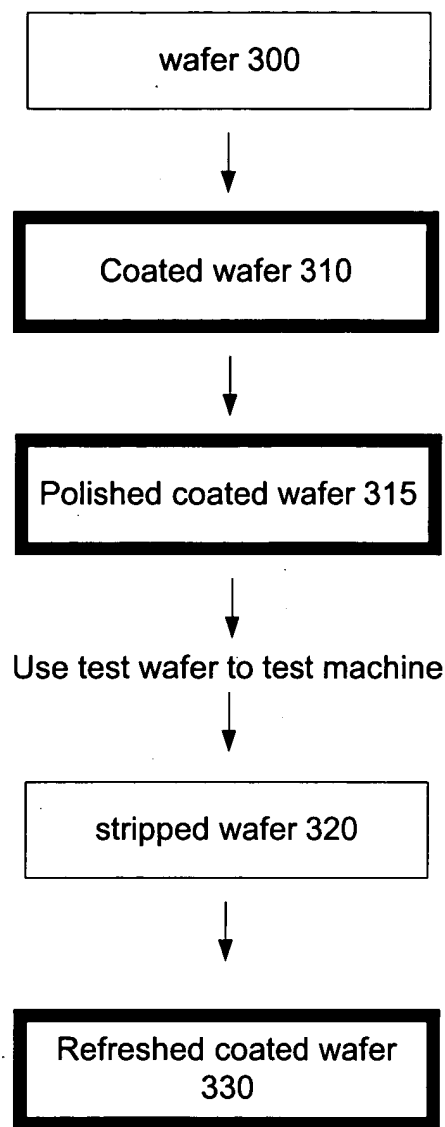 wafer 300
Coated wafer 310
Polished coated wafer 315
Use test wafer to test machine
stripped wafer 320
Refreshed coated wafer
330